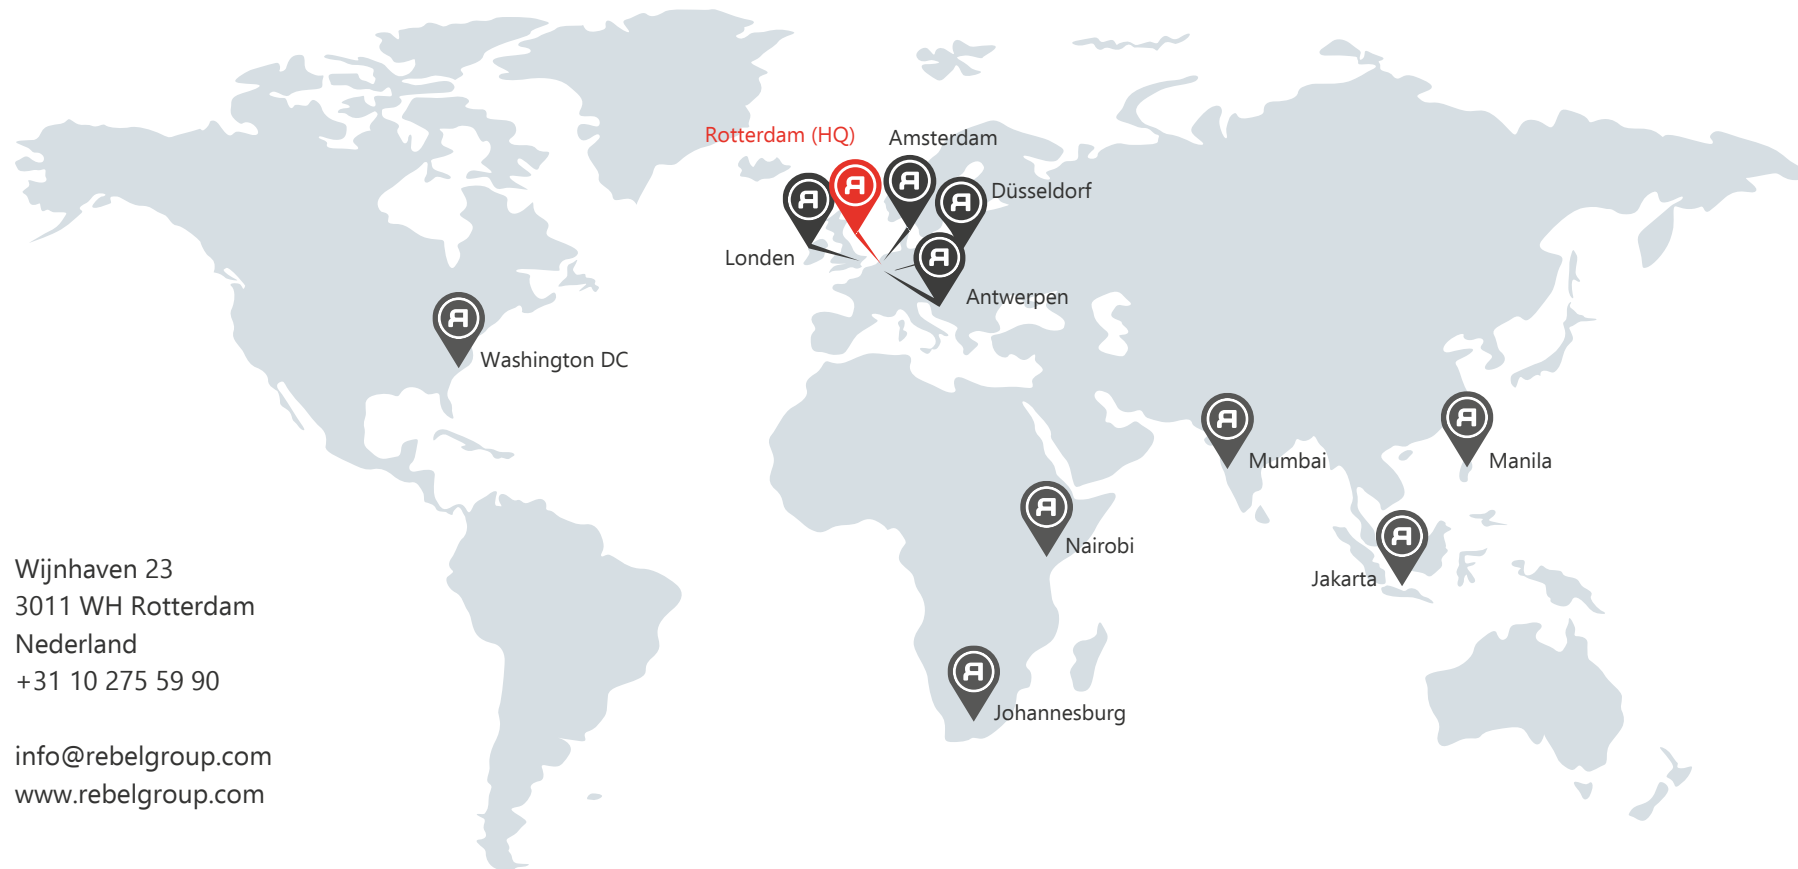 Rotterdam (HQ)
Amsterdam
Düsseldorf
Londen
Antwerpen
Washington DC
Mumbai
Manila
Nairobi
Jakarta
Johannesburg
Wijnhaven 23
3011 WH Rotterdam
Nederland
+31 10 275 59 90
info@rebelgroup.com
www.rebelgroup.com